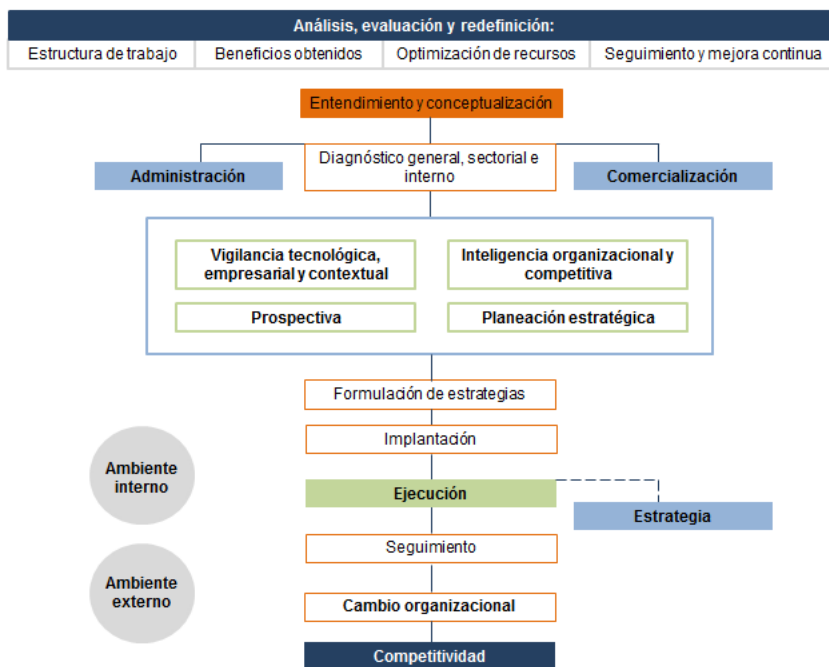 Análisis, evaluación y redefinición:
Estructura de trabajo
Beneficios obtenidos
Optimización de recursos
Seguimiento y mejora continua
Entendimiento y conceptualización
Administración
Diagnóstico general, sectorial e
interno
Comercialización
Vigilancia tecnológica,
empresarial y contextual
Inteligencia organizacional y
competitiva
Prospectiva
Planeación estratégica
Formulación de estrategias
Implantación
Ambiente
interno
Ejecución
Estrategia
Seguimiento
Ambiente
externo
Cambio organizacional
Competitividad